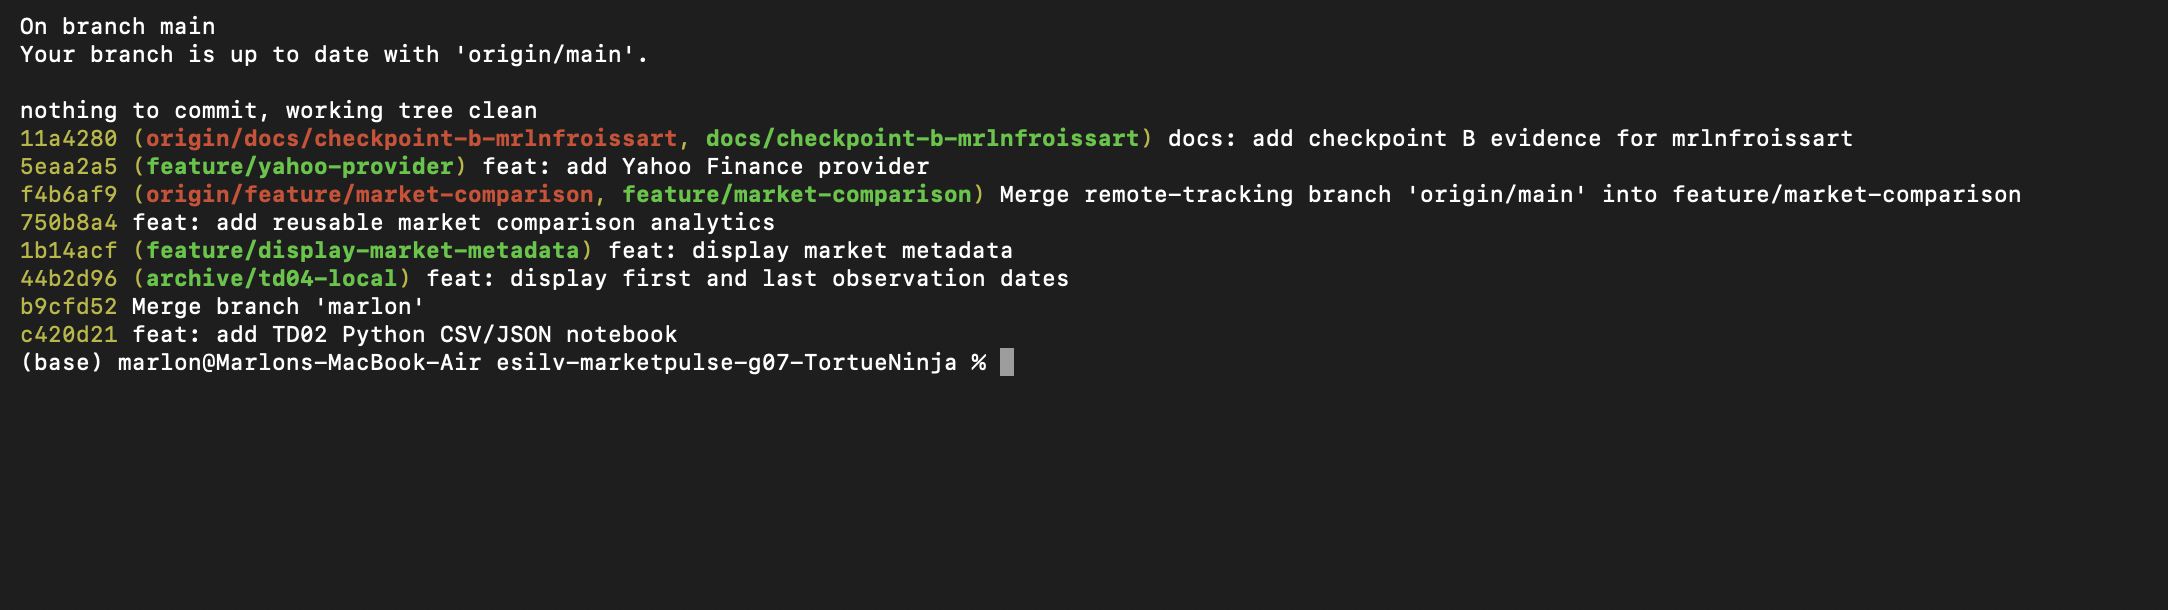 On branch main
Your branch is up to date with 'origin/main'.
nothing to commit, working tree clean
11a4280 (origin/docs/checkpoint-b-mrlnfroissart, docs/checkpoint-b-mrlnfroissart) docs: add checkpoint B evidence for mrlnfroissart
5eaa2a5 (feature/yahoo-provider) feat: add Yahoo Finance provider
f4b6af9 (origin/feature/market-comparison, feature/market-comparison) Merge remote-tracking branch 'origin/main' into feature/market-comparison
750b8a4 feat: add reusable market comparison analytics
1b14acf (feature/display-market-metadata) feat: display market metadata
44b2d96 (archive/td04-local) feat: display first and last observation dates
b9cfd52 Merge branch 'marlon'
c420d21 feat: add TD02 Python CSV/JSON notebook
(base) marlon@Marlons-MacBook-Air esilv-marketpulse-g07-TortueNinja %